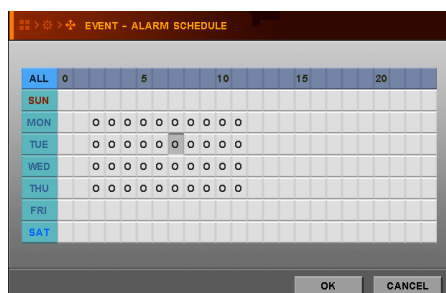 EVENT - ALARM SCHEDULE
ALL 0 5 10 15 20
SUN
MON O O O O O O O O O O
TUE O O O O O O O O O O
WED O O O O O O O O O O
THU O O O O O O O O O O
FRI
SAT
OK CANCEL